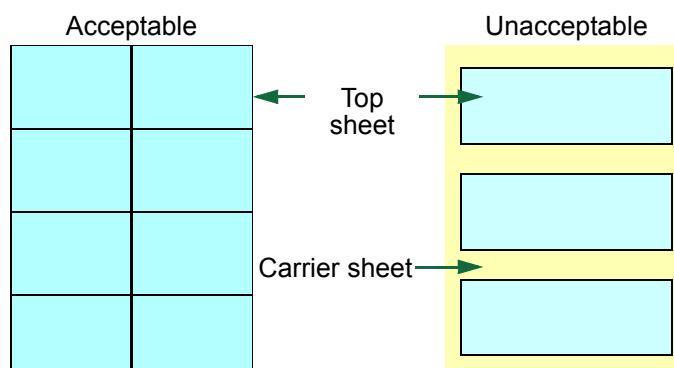 Acceptable
Unacceptable
Top
sheet
Carrier sheet